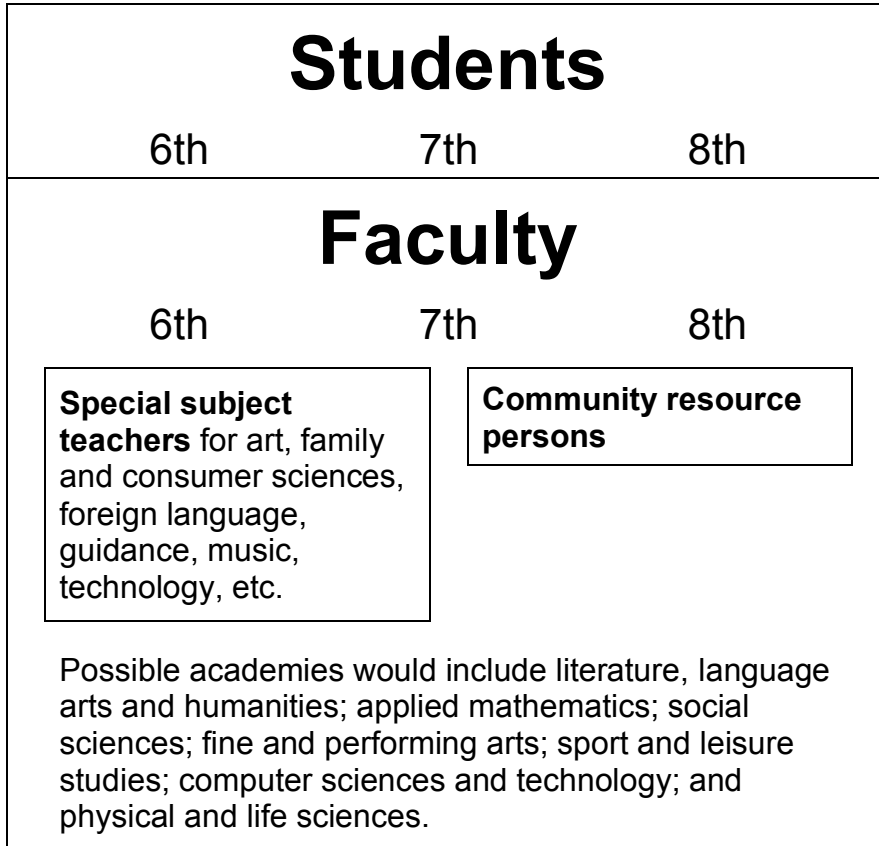 Students
6th 7th 8th
Faculty
6th 7th 8th
Special subject
teachers for art, family
and consumer sciences,
foreign language,
guidance, music,
technology, etc.
Community resource
persons
Possible academies would include literature, language
arts and humanities; applied mathematics; social
sciences; fine and performing arts; sport and leisure
studies; computer sciences and technology; and
physical and life sciences.